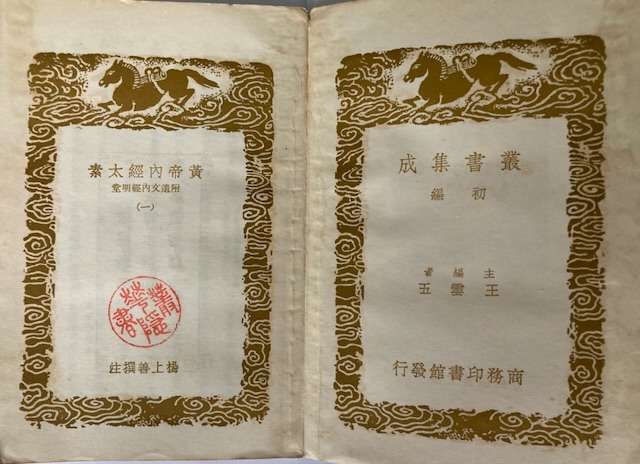 叢書集成
初編
主編者
王雲五
商務印書館發行
黃帝內經太素
附遺文內經明堂
(一)
楊上善撰注